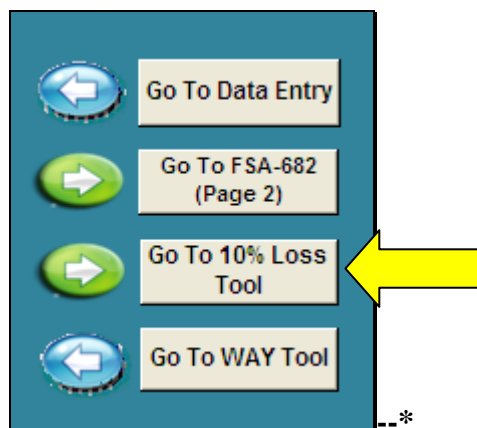 Go To Data Entry
Go To FSA-682
(Page 2)
Go To 10% Loss
Tool
Go To WAY Tool
--*